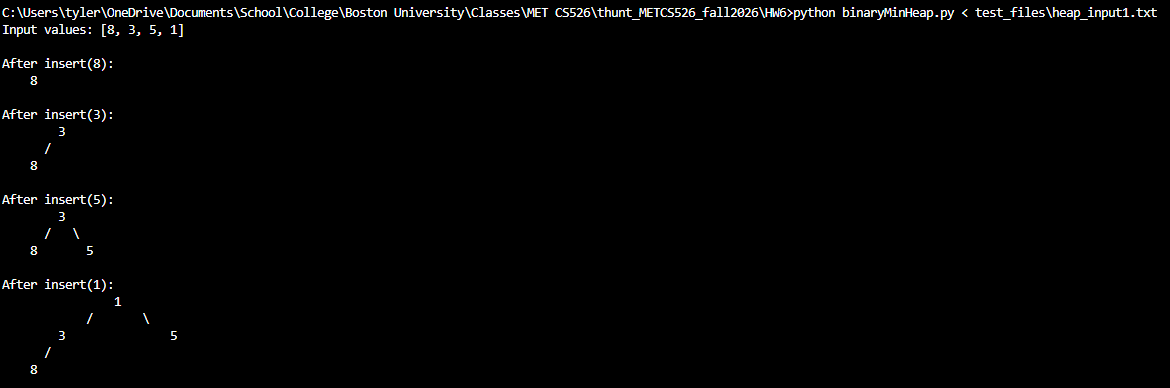 C:\Users\tyler\OneDrive\Documents\School\College\Boston University\Classes\MET CS526\thunt_METCS526_fall2026\HW6>python binaryMinHeap.py < test_files\heap_input1.txt
Input values: [8, 3, 5, 1]

After insert(8):
    8

After insert(3):
        3
      /
    8

After insert(5):
        3
      /   \
    8       5

After insert(1):
                1
            /       \
        3               5
      /
    8